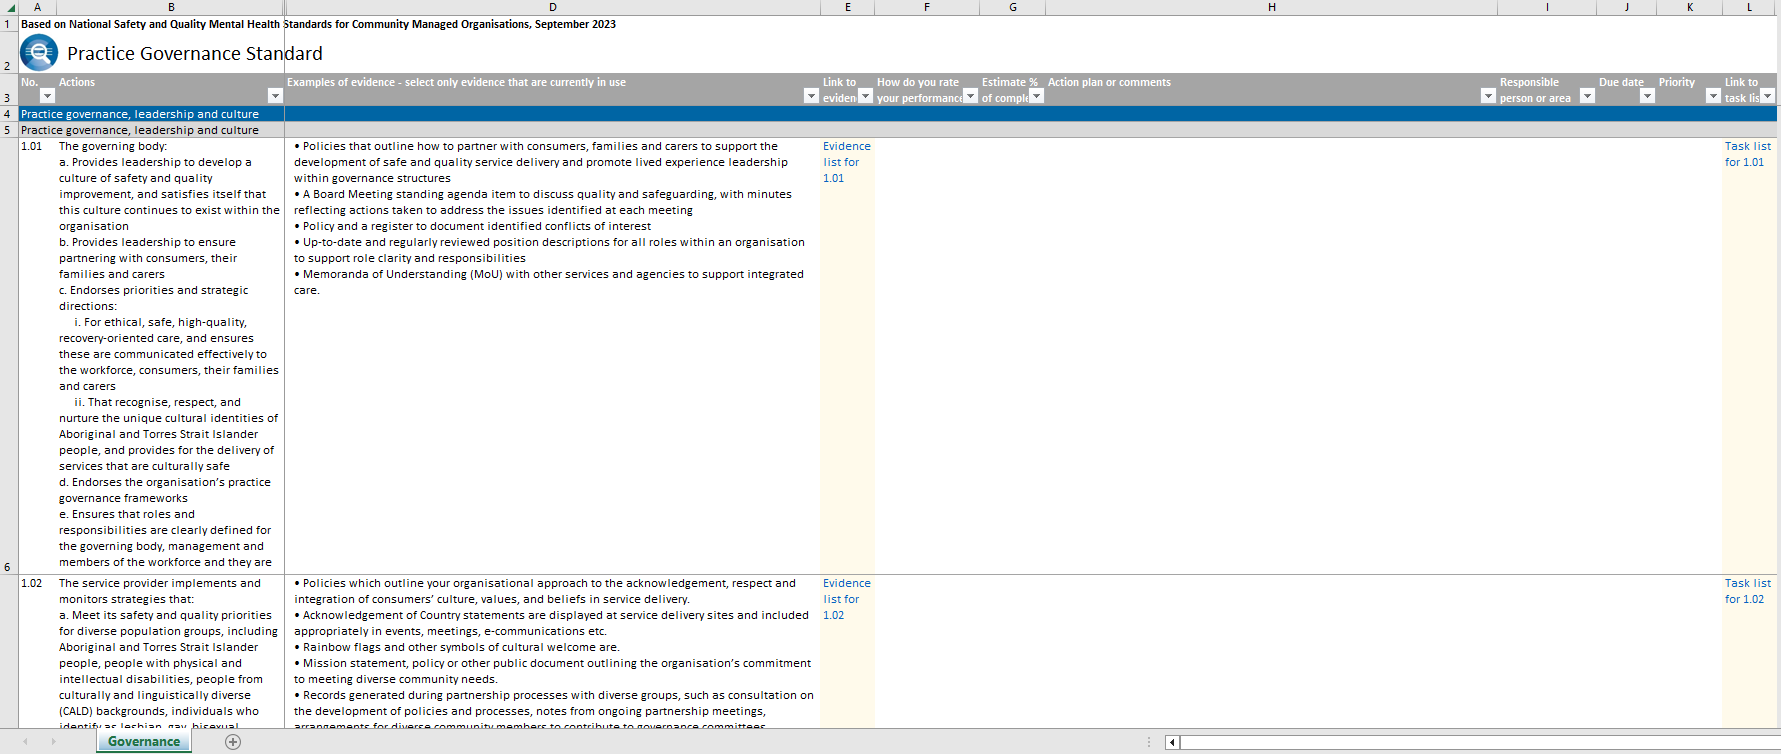 A B D E F G H I J K L
1 Based on National Safety and Quality Mental Health Standards for Community Managed Organisations, September 2023
2 Practice Governance Standard
3 No. Actions Examples of evidence - select only evidence that are currently in use Link to eviden How do you rate your performance Estimate % of comple Action plan or comments Responsible person or area Due date Priority Link to task lis
4 Practice governance, leadership and culture
5 Practice governance, leadership and culture
6
1.01
The governing body:
a. Provides leadership to develop a
culture of safety and quality
improvement, and satisfies itself that
this culture continues to exist within the
organisation
b. Provides leadership to ensure
partnering with consumers, their
families and carers
c. Endorses priorities and strategic
directions:
i. For ethical, safe, high-quality,
recovery-oriented care, and ensures
these are communicated effectively to
the workforce, consumers, their families
and carers
ii. That recognise, respect, and
nurture the unique cultural identities of
Aboriginal and Torres Strait Islander
people, and provides for the delivery of
services that are culturally safe
d. Endorses the organisation's practice
governance frameworks
e. Ensures that roles and
responsibilities are clearly defined for
the governing body, management and
members of the workforce and they are
• Policies that outline how to partner with consumers, families and carers to support the
development of safe and quality service delivery and promote lived experience leadership
within governance structures
• A Board Meeting standing agenda item to discuss quality and safeguarding, with minutes
reflecting actions taken to address the issues identified at each meeting
• Policy and a register to document identified conflicts of interest
• Up-to-date and regularly reviewed position descriptions for all roles within an organisation
to support role clarity and responsibilities
• Memoranda of Understanding (MoU) with other services and agencies to support integrated
care.
Evidence
list for
1.01
Task list
for 1.01
1.02
The service provider implements and
monitors strategies that:
a. Meet its safety and quality priorities
for diverse population groups, including
Aboriginal and Torres Strait Islander
people, people with physical and
intellectual disabilities, people from
culturally and linguistically diverse
(CALD) backgrounds, individuals who
identify as lesbian, gay, bisexual
• Policies which outline your organisational approach to the acknowledgement, respect and
integration of consumers' culture, values, and beliefs in service delivery.
• Acknowledgement of Country statements are displayed at service delivery sites and included
appropriately in events, meetings, e-communications etc.
• Rainbow flags and other symbols of cultural welcome are.
• Mission statement, policy or other public document outlining the organisation's commitment
to meeting diverse community needs.
• Records generated during partnership processes with diverse groups, such as consultation on
the development of policies and processes, notes from ongoing partnership meetings,
arrangements for diverse community members to contribute to governance committees
Evidence
list for
1.02
Task list
for 1.02
Governance